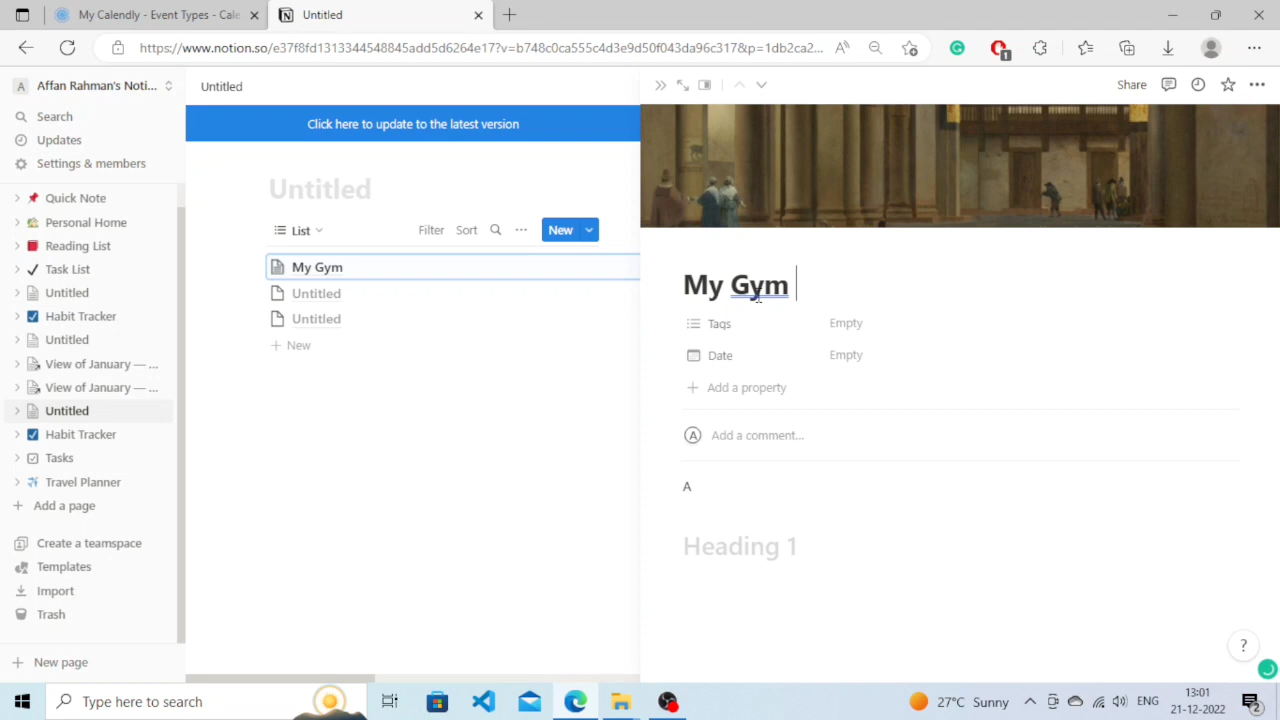 My Calendly - Event Types - Cale
Untitled
https://www.notion.so/e37f8fd1313344548845add5d6264e17?v=b748c0ca555c4d3e9d50f043da96c317&p=1db2ca2...
1
A Affan Rahman's Noti...
Search
Updates
Settings & members
Quick Note
Personal Home
Reading List
Task List
Untitled
Habit Tracker
Untitled
View of January — ...
View of January — ...
Untitled
Habit Tracker
Tasks
Travel Planner
Add a page
Create a teamspace
Templates
Import
Trash
New page
Untitled
Click here to update to the latest version
Untitled
List
Filter Sort New
My Gym
Untitled
Untitled
New
Share
My Gym
Tags Empty
Date Empty
Add a property
A Add a comment...
A
Heading 1
?
Type here to search
27°C Sunny
ENG
13:01
21-12-2022
2